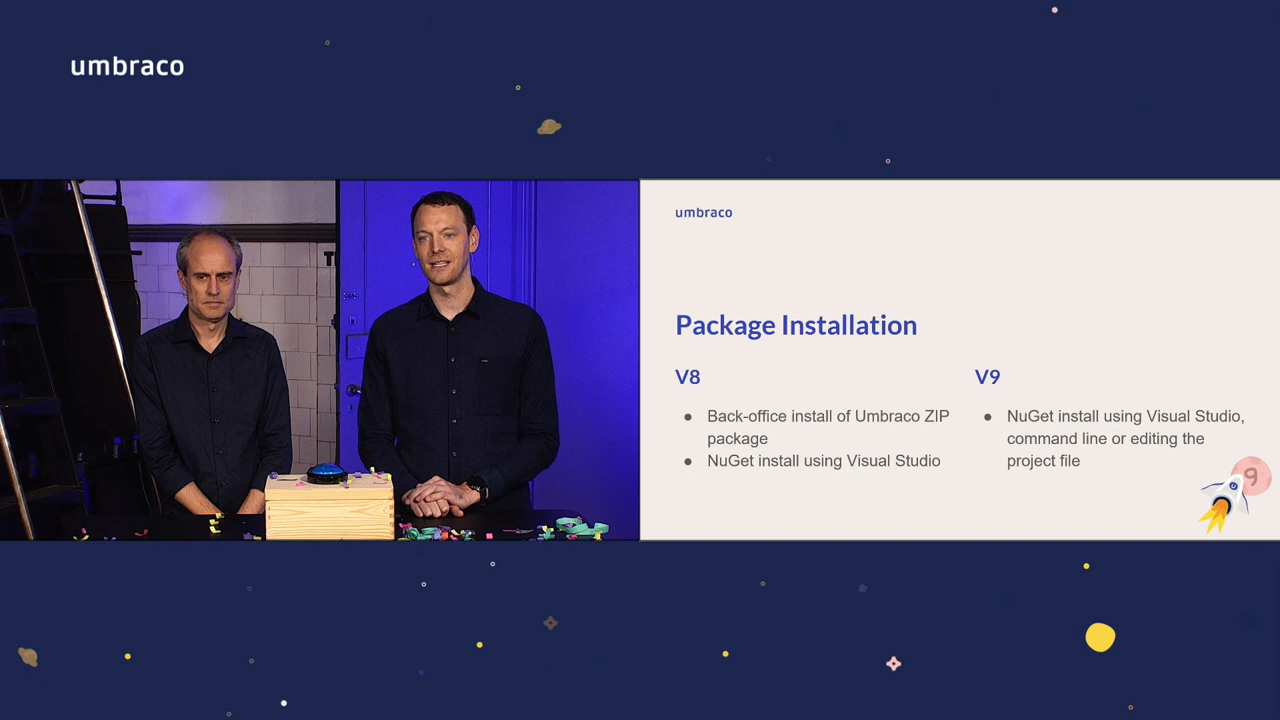 umbraco
umbraco
Package Installation
V8
Back-office install of Umbraco ZIP
package
NuGet install using Visual Studio
V9
NuGet install using Visual Studio,
command line or editing the
project file
9